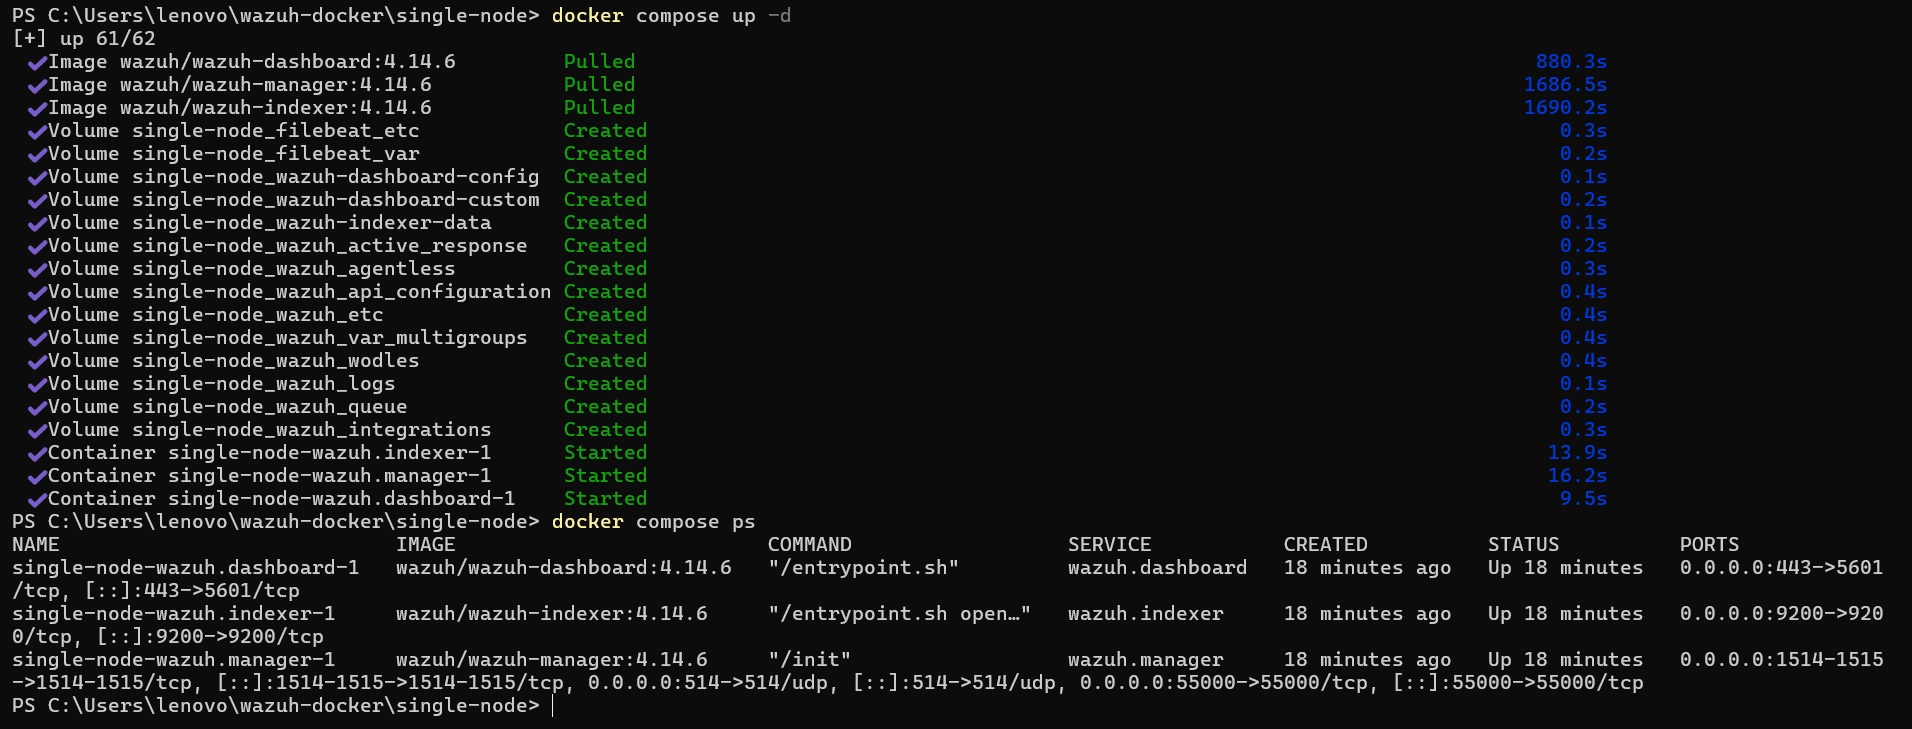 PS C:\Users\lenovo\wazuh-docker\single-node> docker compose up -d
[+] up 61/62
✔Image wazuh/wazuh-dashboard:4.14.6 Pulled 880.3s
✔Image wazuh/wazuh-manager:4.14.6 Pulled 1686.5s
✔Image wazuh/wazuh-indexer:4.14.6 Pulled 1690.2s
✔Volume single-node_filebeat_etc Created 0.3s
✔Volume single-node_filebeat_var Created 0.2s
✔Volume single-node_wazuh-dashboard-config Created 0.1s
✔Volume single-node_wazuh-dashboard-custom Created 0.2s
✔Volume single-node_wazuh-indexer-data Created 0.1s
✔Volume single-node_wazuh_active_response Created 0.2s
✔Volume single-node_wazuh_agentless Created 0.3s
✔Volume single-node_wazuh_api_configuration Created 0.4s
✔Volume single-node_wazuh_etc Created 0.4s
✔Volume single-node_wazuh_var_multigroups Created 0.4s
✔Volume single-node_wazuh_wodles Created 0.4s
✔Volume single-node_wazuh_logs Created 0.1s
✔Volume single-node_wazuh_queue Created 0.2s
✔Volume single-node_wazuh_integrations Created 0.3s
✔Container single-node-wazuh.indexer-1 Started 13.9s
✔Container single-node-wazuh.manager-1 Started 16.2s
✔Container single-node-wazuh.dashboard-1 Started 9.5s
PS C:\Users\lenovo\wazuh-docker\single-node> docker compose ps
NAME IMAGE COMMAND SERVICE CREATED STATUS PORTS
single-node-wazuh.dashboard-1 wazuh/wazuh-dashboard:4.14.6 "/entrypoint.sh" wazuh.dashboard 18 minutes ago Up 18 minutes 0.0.0.0:443->5601
/tcp, [::]:443->5601/tcp
single-node-wazuh.indexer-1 wazuh/wazuh-indexer:4.14.6 "/entrypoint.sh open…" wazuh.indexer 18 minutes ago Up 18 minutes 0.0.0.0:9200->920
0/tcp, [::]:9200->9200/tcp
single-node-wazuh.manager-1 wazuh/wazuh-manager:4.14.6 "/init" wazuh.manager 18 minutes ago Up 18 minutes 0.0.0.0:1514-1515
->1514-1515/tcp, [::]:1514-1515->1514-1515/tcp, 0.0.0.0:514->514/udp, [::]:514->514/udp, 0.0.0.0:55000->55000/tcp, [::]:55000->55000/tcp
PS C:\Users\lenovo\wazuh-docker\single-node>